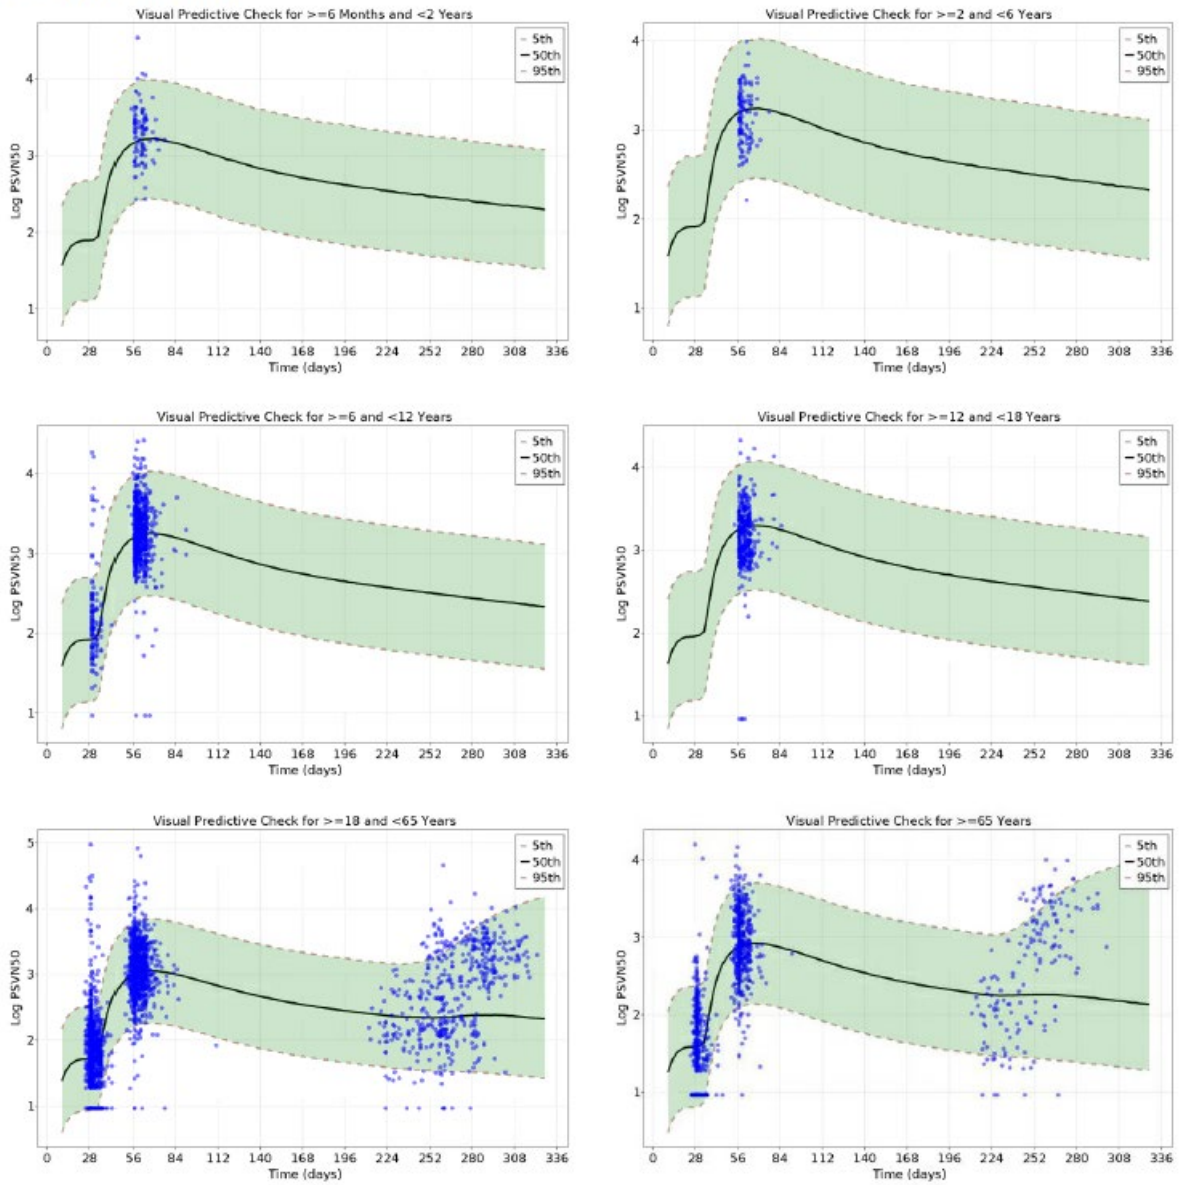 Visual Predictive Check for >=6 Months and <2 Years
5th
50th
95th
4
3
2
1
Log PSVN50
0 28 56 84 112 140 168 196 224 252 280 308 336
Time (days)
Visual Predictive Check for >=2 and <6 Years
5th
50th
95th
4
3
2
1
Log PSVN50
0 28 56 84 112 140 168 196 224 252 280 308 336
Time (days)
Visual Predictive Check for >=6 and <12 Years
5th
50th
95th
4
3
2
1
Log PSVN50
0 28 56 84 112 140 168 196 224 252 280 308 336
Time (days)
Visual Predictive Check for >=12 and <18 Years
5th
50th
95th
4
3
2
1
Log PSVN50
0 28 56 84 112 140 168 196 224 252 280 308 336
Time (days)
Visual Predictive Check for >=18 and <65 Years
5th
50th
95th
5
4
3
2
1
Log PSVN50
0 28 56 84 112 140 168 196 224 252 280 308 336
Time (days)
Visual Predictive Check for >=65 Years
5th
50th
95th
4
3
2
1
Log PSVN50
0 28 56 84 112 140 168 196 224 252 280 308 336
Time (days)